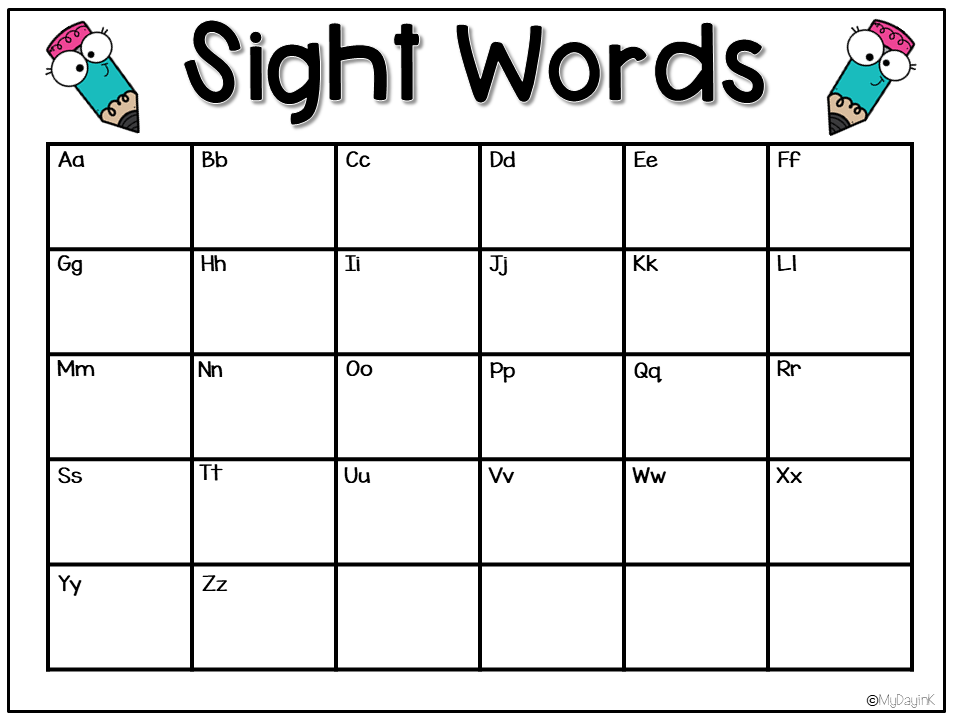 Sight Words
Aa Bb Cc Dd Ee Ff
Gg Hh Ii Jj Kk Ll
Mm Nn Oo Pp Qq Rr
Ss Tt Uu Vv Ww Xx
Yy Zz
©MyDayinK